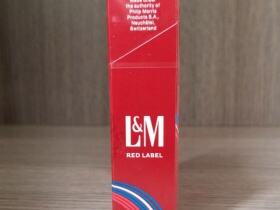 the authority of
Philip Morris
Products S.A.,
Neuchâtel,
Switzerland
L&M
RED LABEL